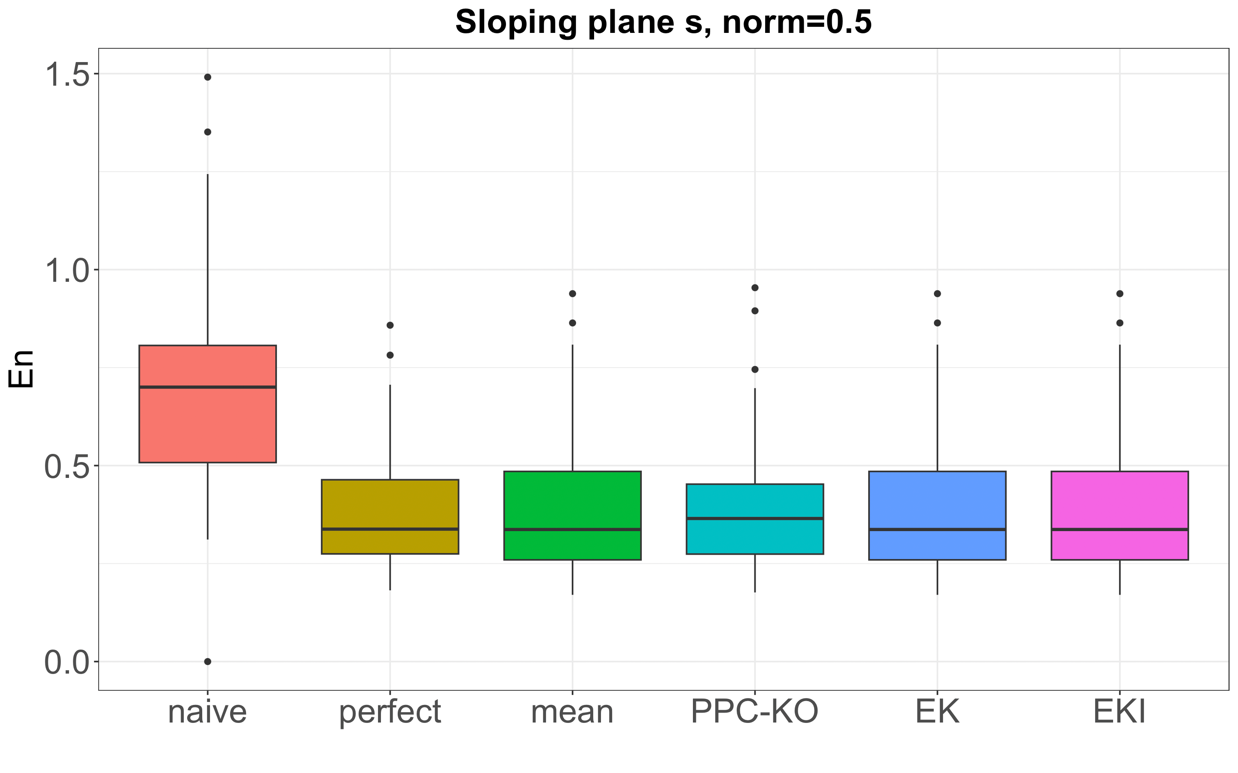 Sloping plane s, norm=0.5
En
1.5
1.0
0.5
0.0
naive perfect mean PPC-KO EK EKI